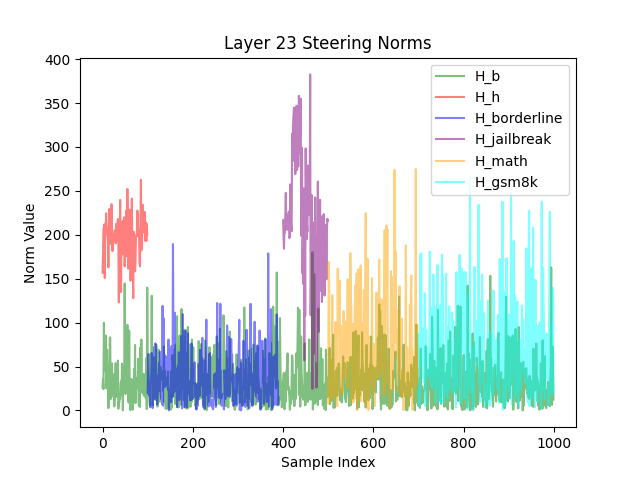 Layer 23 Steering Norms
400
350
300
250
200
150
100
50
0
Norm Value
H_b
H_h
H_borderline
H_jailbreak
H_math
H_gsm8k
0 200 400 600 800 1000
Sample Index